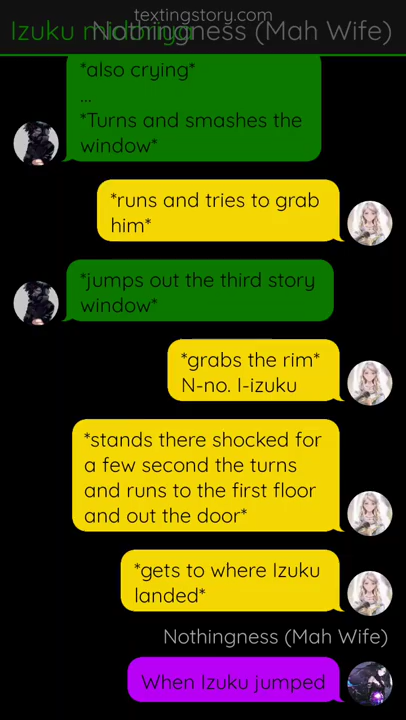 textingstory.com
Izuku midoriya
Nothingness (Mah Wife)
*also crying*
...
*Turns and smashes the
window*
*runs and tries to grab
him*
*jumps out the third story
window*
*grabs the rim*
N-no. I-izuku
*stands there shocked for
a few second the turns
and runs to the first floor
and out the door*
*gets to where Izuku
landed*
Nothingness (Mah Wife)
When Izuku jumped